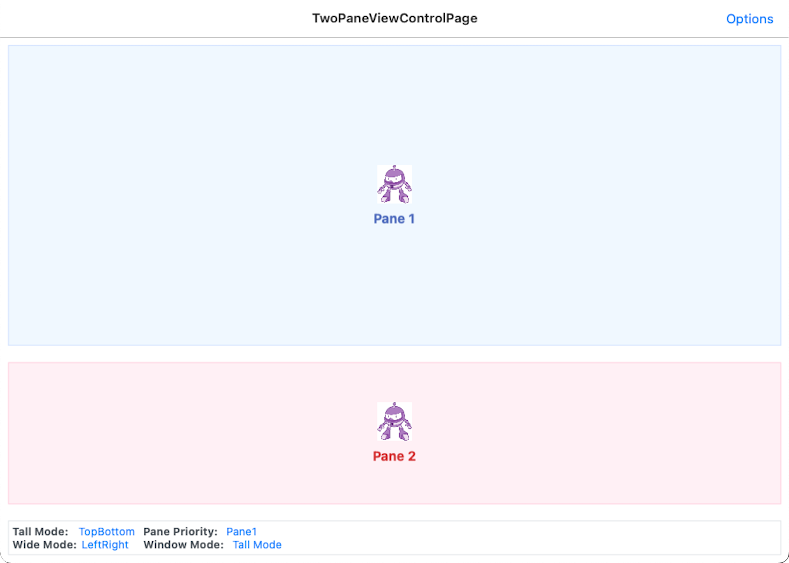 TwoPaneViewControlPage
Options
Pane 1
Pane 2
Tall Mode: TopBottom Pane Priority: Pane1
Wide Mode: LeftRight Window Mode: Tall Mode